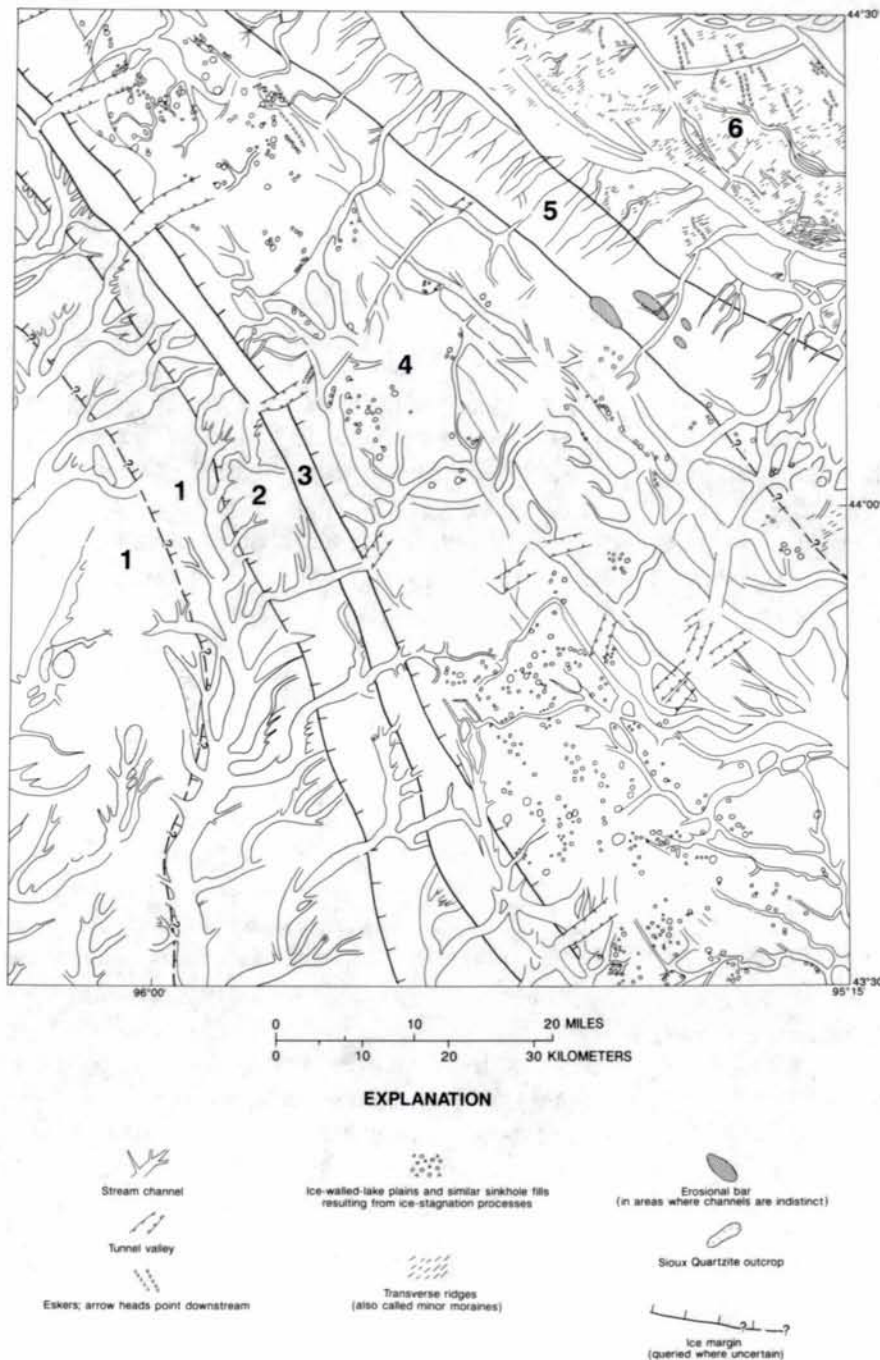 44°30'
6
5
4
1
2
3
44°00'
1
43°30'
96°00'
95°15'
0 10 20 MILES
0 10 20 30 KILOMETERS
EXPLANATION
Stream channel
Tunnel valley
Eskers; arrow heads point downstream
Ice-walled-lake plains and similar sinkhole fills
resulting from ice-stagnation processes
Transverse ridges
(also called minor moraines)
Erosional bar
(in areas where channels are indistinct)
Sioux Quartzite outcrop
? ?
Ice margin
(queried where uncertain)